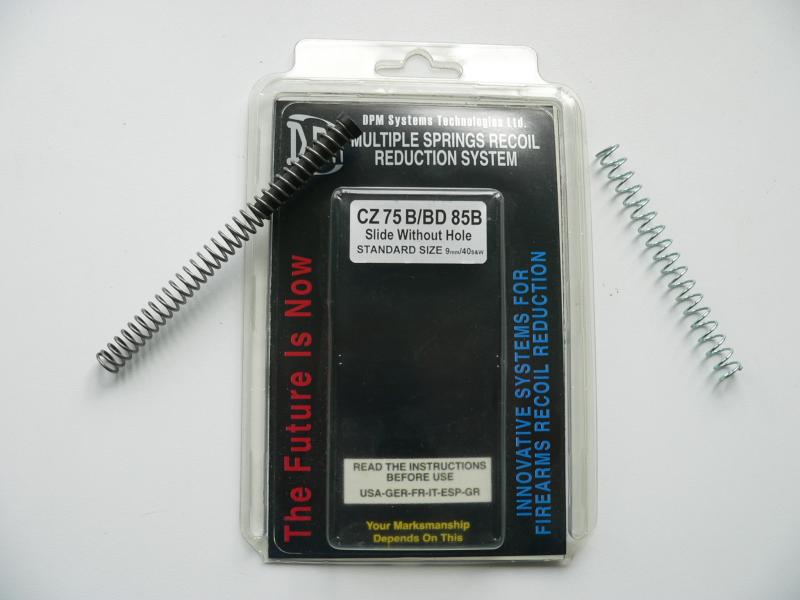 DPM
DPM Systems Technologies Ltd.
MULTIPLE SPRINGS RECOIL
REDUCTION SYSTEM
CZ 75 B/BD 85B
Slide Without Hole
STANDARD SIZE 9mm/40S&W
The Future Is Now
INNOVATIVE SYSTEMS FOR
FIREARMS RECOIL REDUCTION
READ THE INSTRUCTIONS
BEFORE USE
USA-GER-FR-IT-ESP-GR
Your Marksmanship
Depends On This